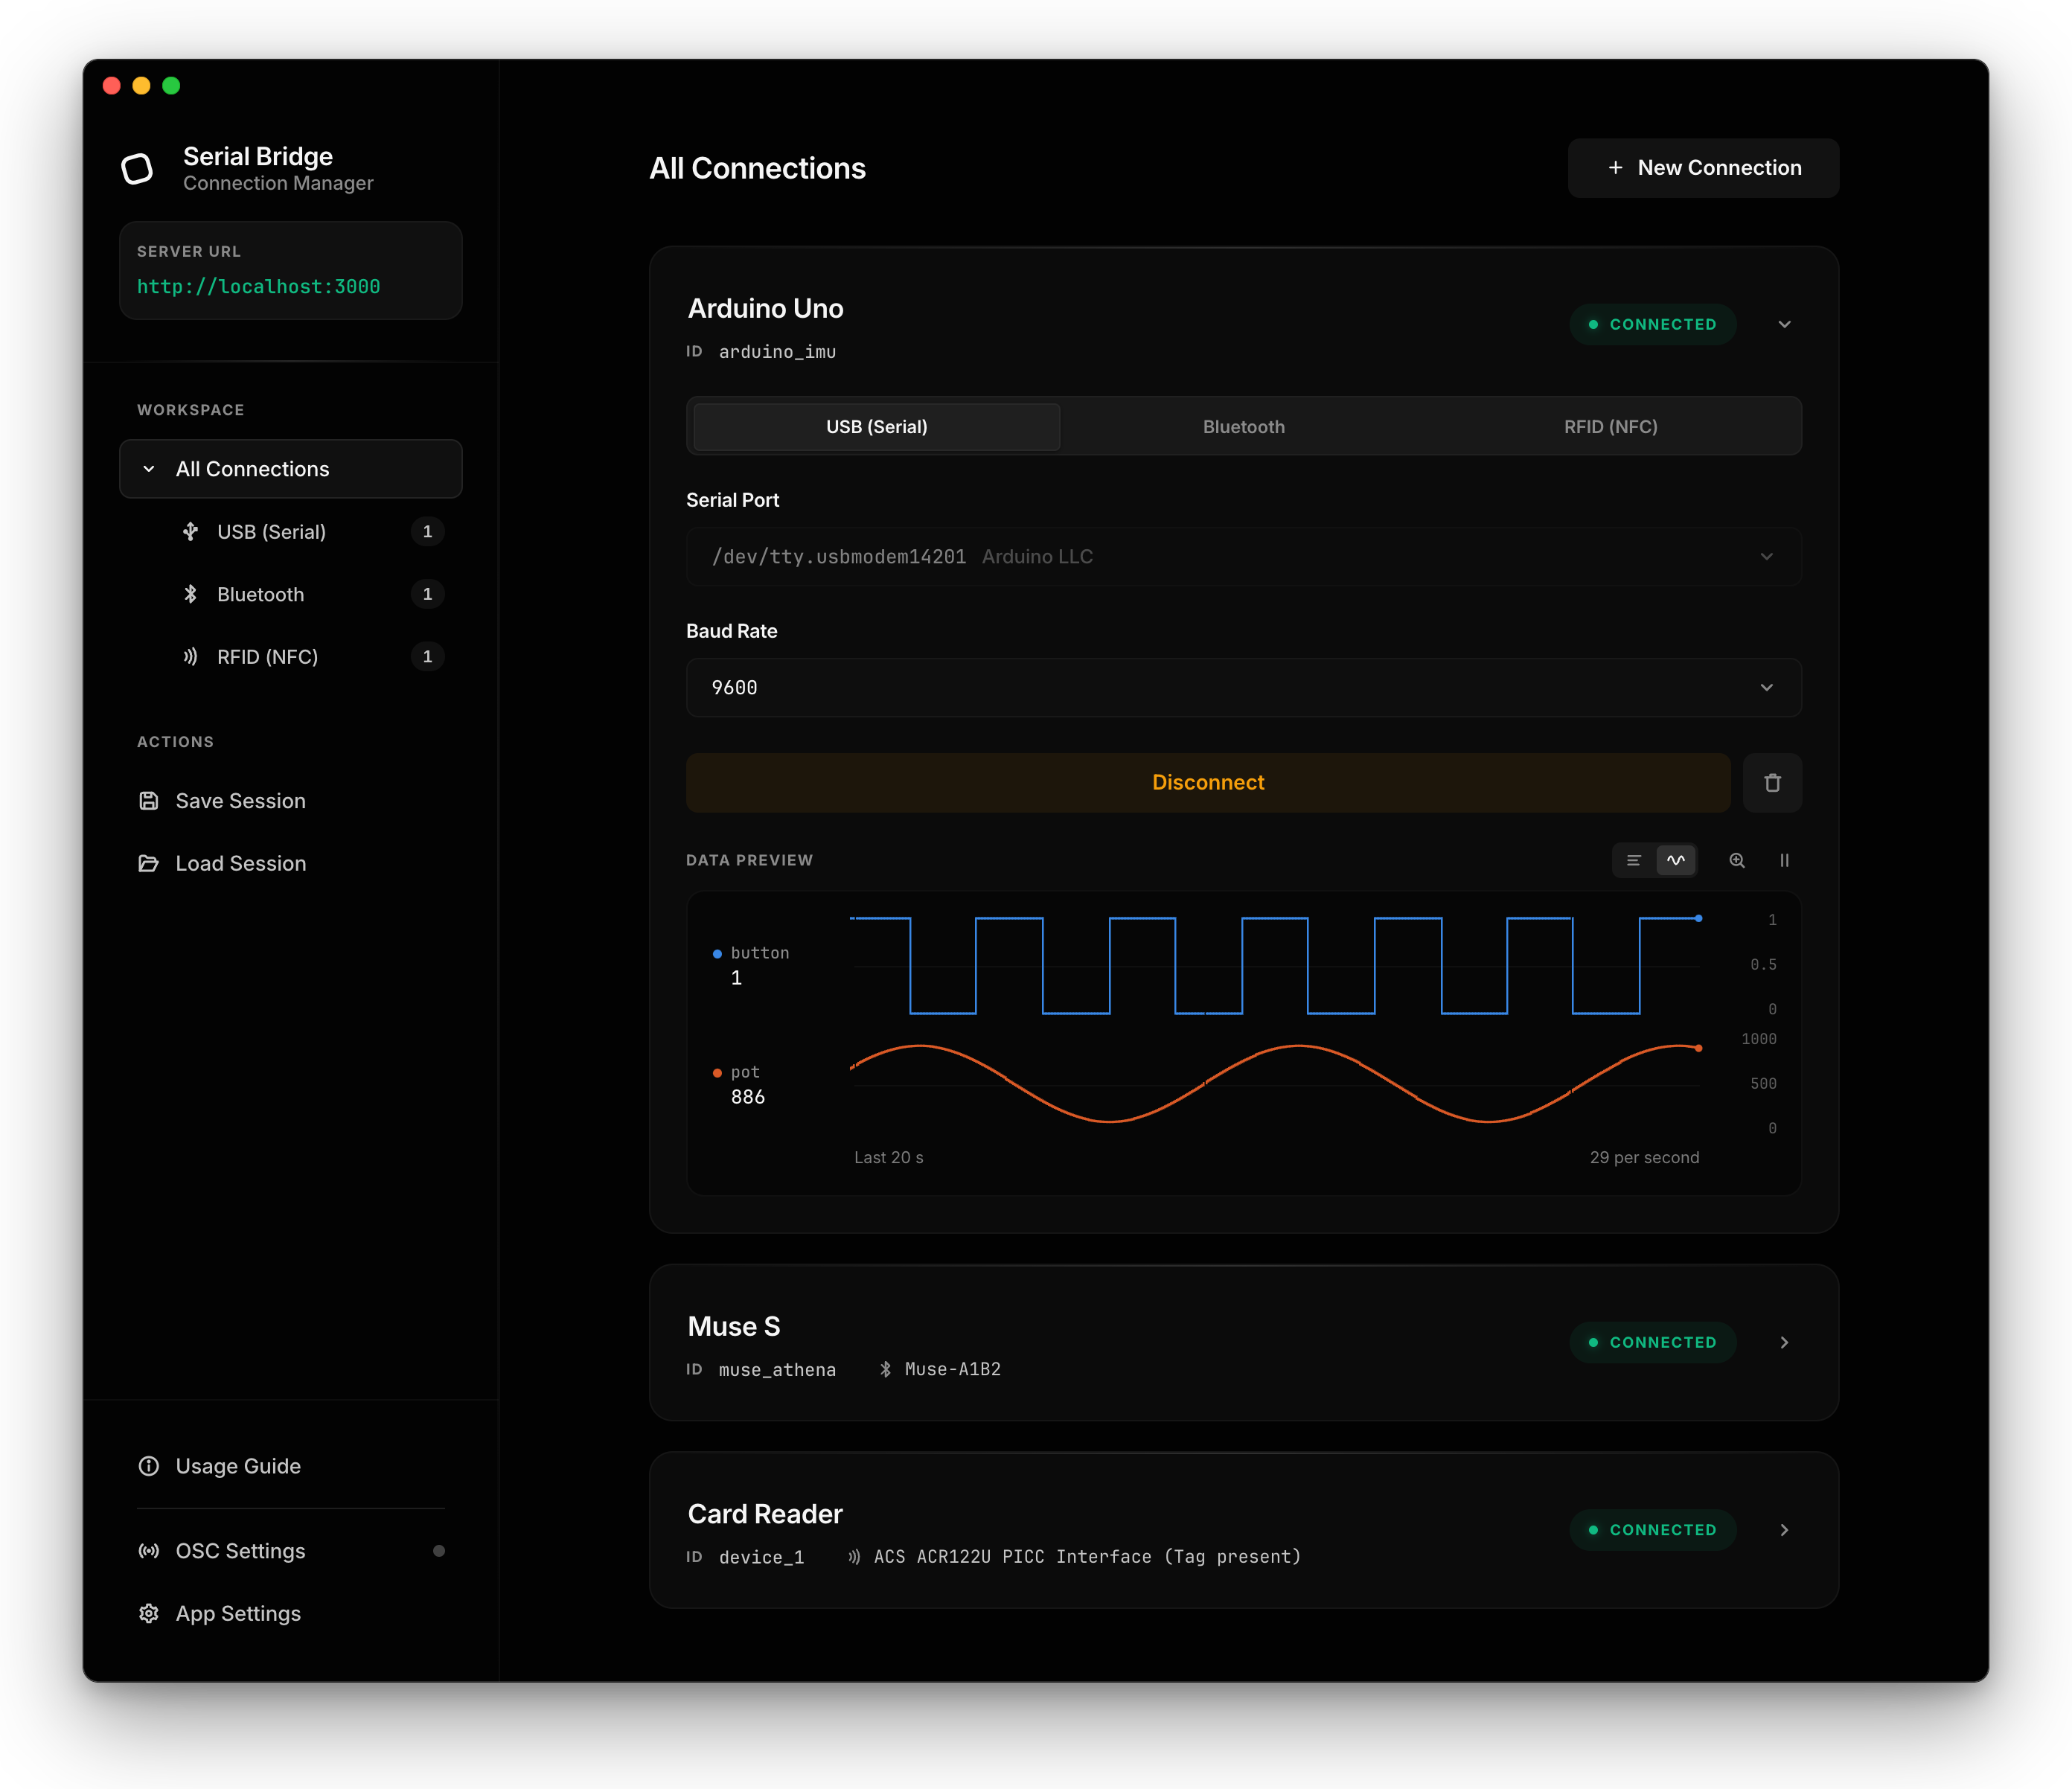 Serial Bridge
Connection Manager
SERVER URL
http://localhost:3000
WORKSPACE
All Connections
USB (Serial) 1
Bluetooth 1
RFID (NFC) 1
ACTIONS
Save Session
Load Session
Usage Guide
OSC Settings
App Settings
All Connections
+ New Connection
Arduino Uno
CONNECTED
ID arduino_imu
USB (Serial) Bluetooth RFID (NFC)
Serial Port
/dev/tty.usbmodem14201 Arduino LLC
Baud Rate
9600
Disconnect
DATA PREVIEW
button
1
1
0.5
0
pot
886
1000
500
0
Last 20 s 29 per second
Muse S
CONNECTED
ID muse_athena Muse-A1B2
Card Reader
CONNECTED
ID device_1 ACS ACR122U PICC Interface (Tag present)